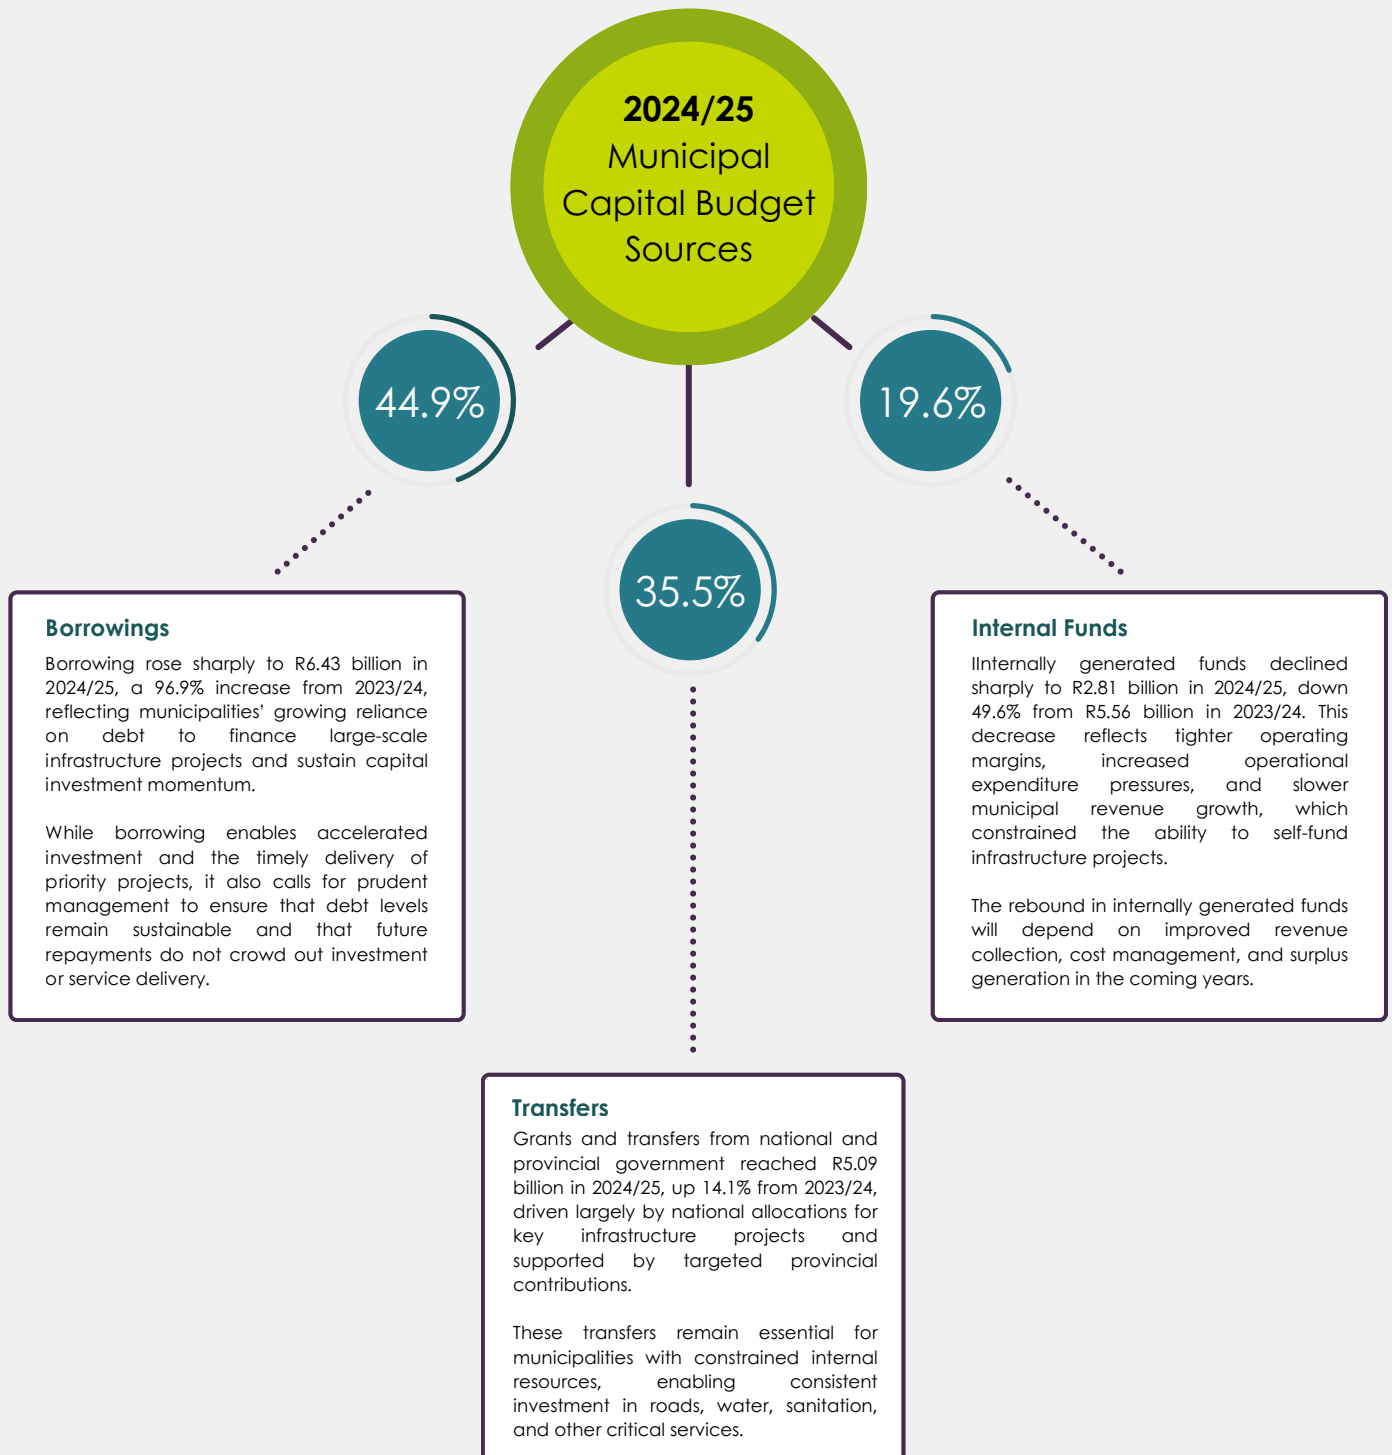 2024/25
Municipal
Capital Budget
Sources
44.9%
19.6%
35.5%
Borrowings
Borrowing rose sharply to R6.43 billion in
2024/25, a 96.9% increase from 2023/24,
reflecting municipalities' growing reliance
on debt to finance large-scale
infrastructure projects and sustain capital
investment momentum.
While borrowing enables accelerated
investment and the timely delivery of
priority projects, it also calls for prudent
management to ensure that debt levels
remain sustainable and that future
repayments do not crowd out investment
or service delivery.
Internal Funds
IInternally generated funds declined
sharply to R2.81 billion in 2024/25, down
49.6% from R5.56 billion in 2023/24. This
decrease reflects tighter operating
margins, increased operational
expenditure pressures, and slower
municipal revenue growth, which
constrained the ability to self-fund
infrastructure projects.
The rebound in internally generated funds
will depend on improved revenue
collection, cost management, and surplus
generation in the coming years.
Transfers
Grants and transfers from national and
provincial government reached R5.09
billion in 2024/25, up 14.1% from 2023/24,
driven largely by national allocations for
key infrastructure projects and
supported by targeted provincial
contributions.
These transfers remain essential for
municipalities with constrained internal
resources, enabling consistent
investment in roads, water, sanitation,
and other critical services.